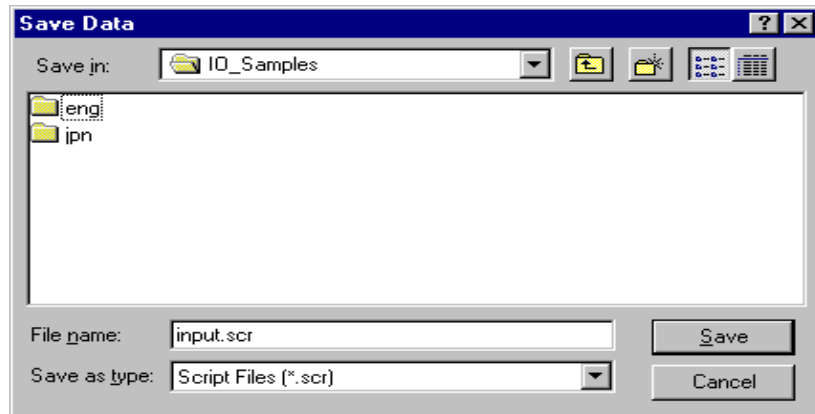 Save Data
Save in: IO_Samples
eng
jpn
File name: input.scr Save
Save as type: Script Files (*.scr) Cancel